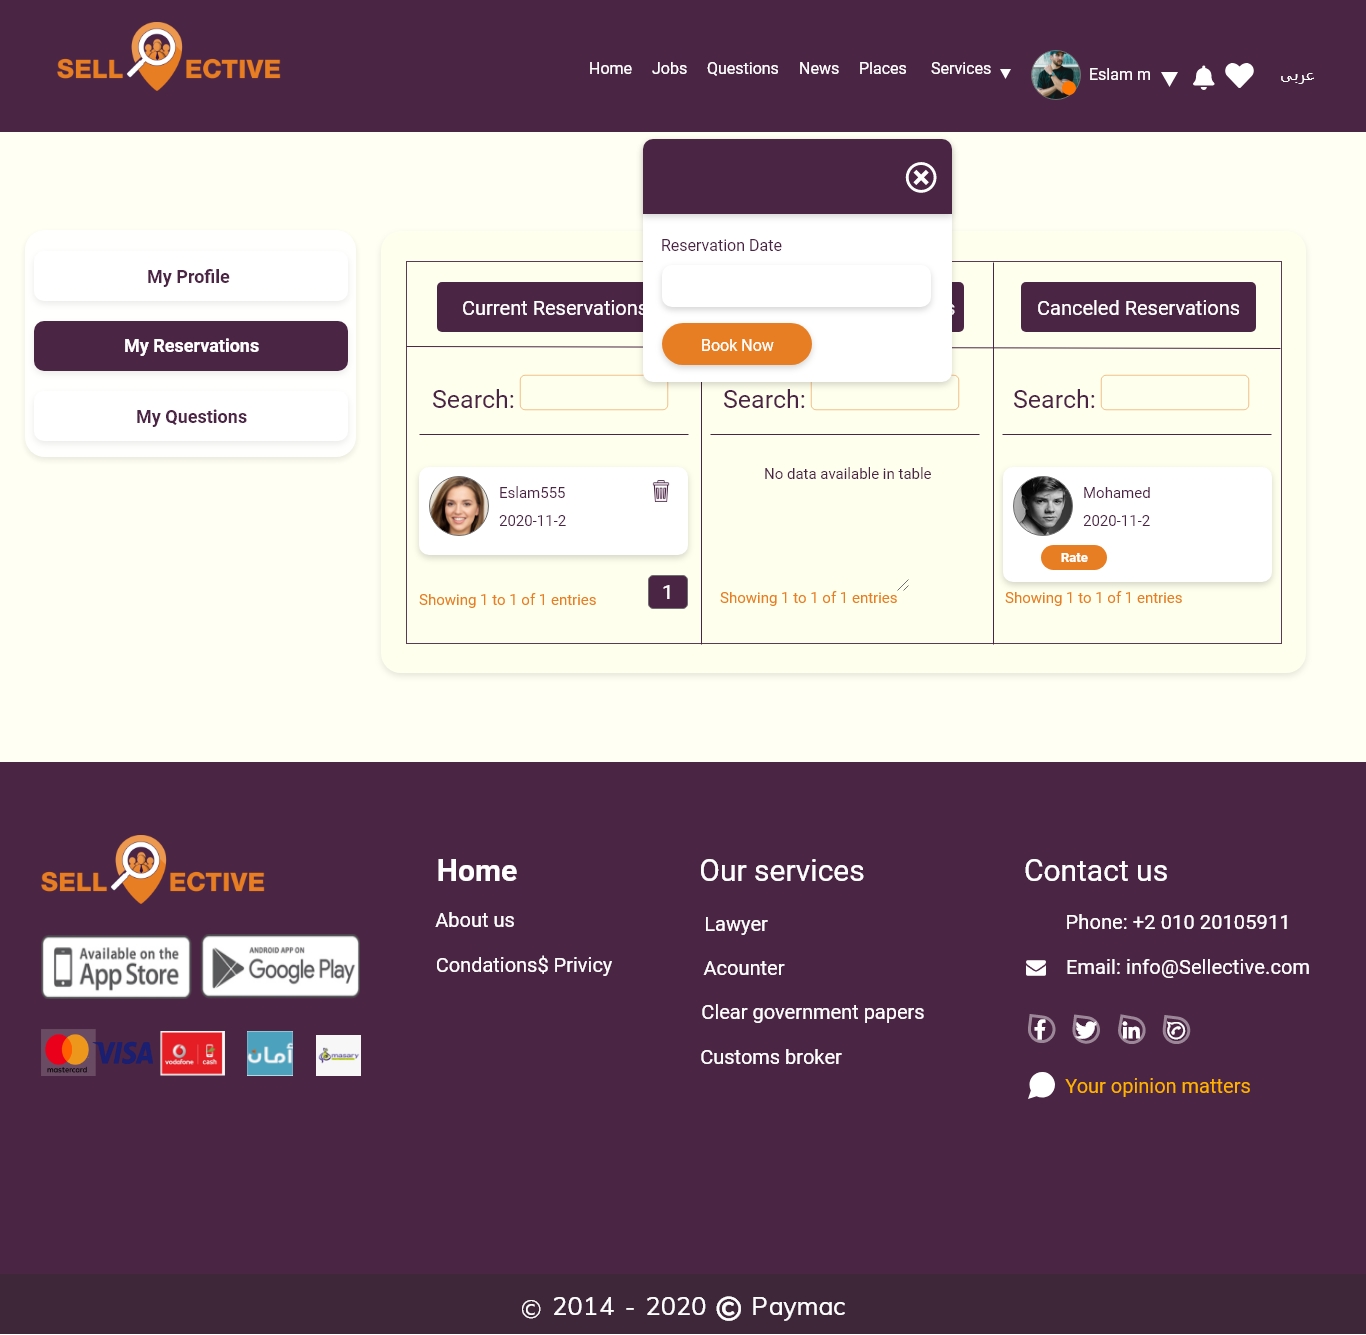 SELL ECTIVE
Home Jobs Questions News Places Services Eslam m عربى
Reservation Date
Book Now
My Profile
My Reservations
My Questions
Current Reservations
Canceled Reservations
Search:
Search:
Search:
Eslam555
2020-11-2
No data available in table
Mohamed
2020-11-2
Rate
Showing 1 to 1 of 1 entries
1
Showing 1 to 1 of 1 entries
Showing 1 to 1 of 1 entries
SELL ECTIVE
Available on the
App Store
ANDROID APP ON
Google Play
mastercard
VISA
vodafone
cash
أمان
masary
Home
About us
Condations$ Privicy
Our services
Lawyer
Acounter
Clear government papers
Customs broker
Contact us
Phone: +2 010 20105911
Email: info@Sellective.com
Your opinion matters
© 2014 - 2020 © Paymac